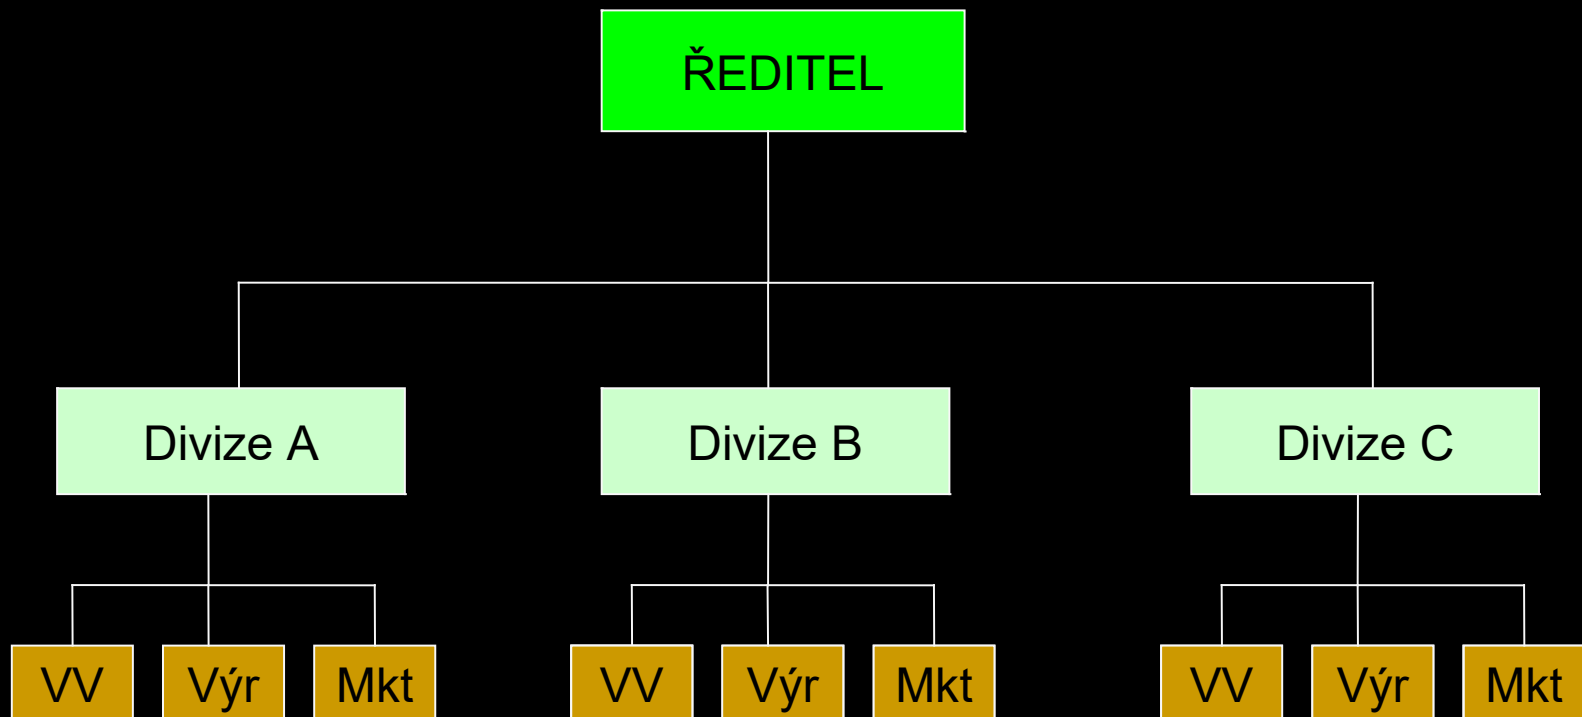 ŘEDITEL
Divize A
Divize B
Divize C
VV
Výr
Mkt
VV
Výr
Mkt
VV
Výr
Mkt